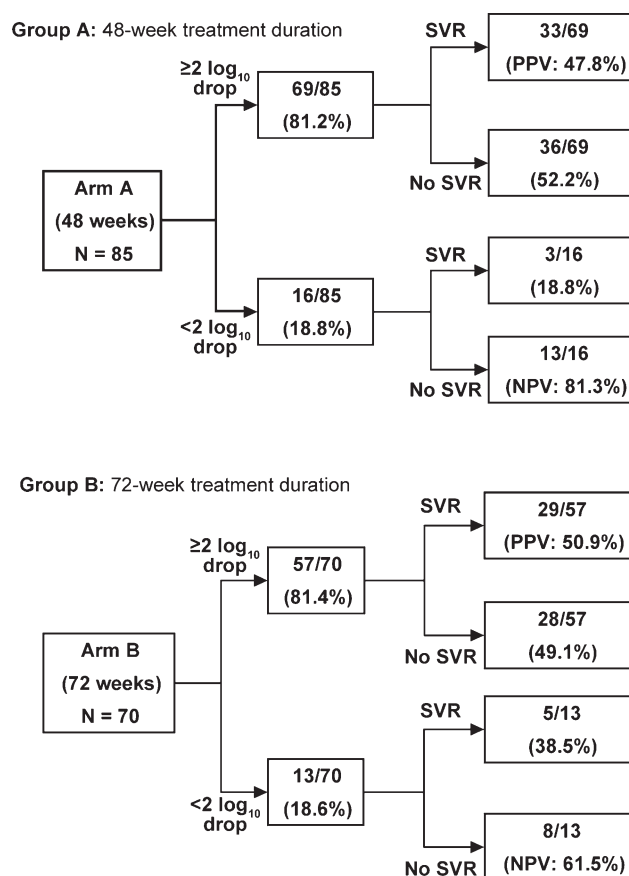 Group A: 48-week treatment duration
Arm A
(48 weeks)
N = 85
≥2 log₁₀
drop
69/85
(81.2%)
SVR
33/69
(PPV: 47.8%)
No SVR
36/69
(52.2%)
<2 log₁₀
drop
16/85
(18.8%)
SVR
3/16
(18.8%)
No SVR
13/16
(NPV: 81.3%)
Group B: 72-week treatment duration
Arm B
(72 weeks)
N = 70
≥2 log₁₀
drop
57/70
(81.4%)
SVR
29/57
(PPV: 50.9%)
No SVR
28/57
(49.1%)
<2 log₁₀
drop
13/70
(18.6%)
SVR
5/13
(38.5%)
No SVR
8/13
(NPV: 61.5%)